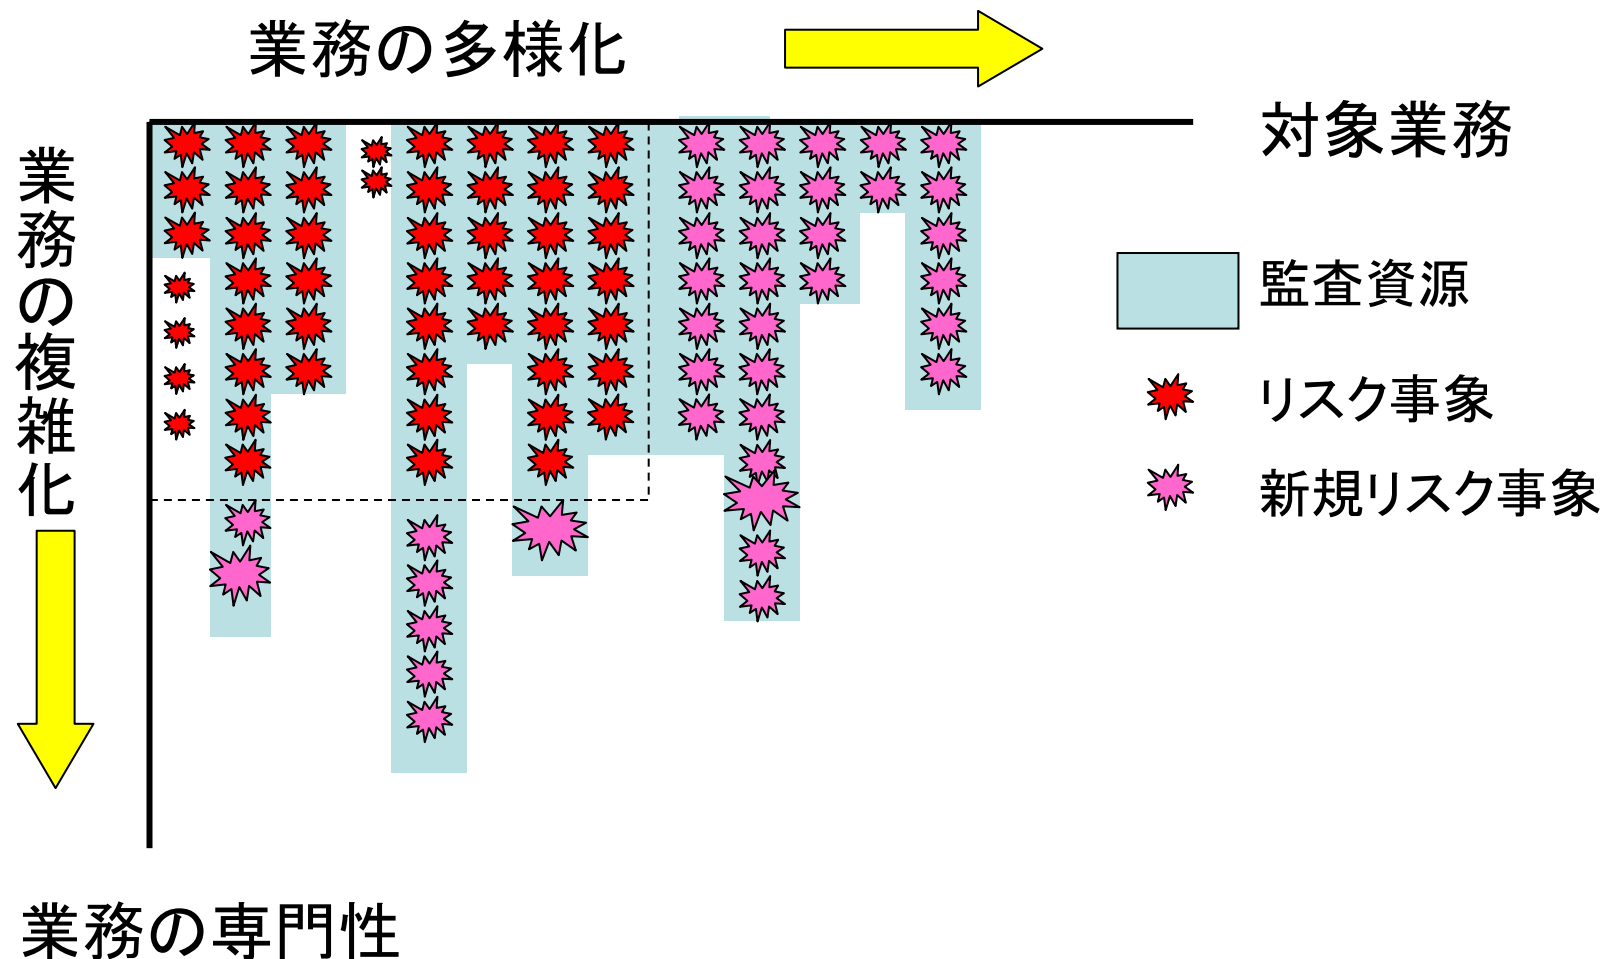 業務の多様化
対象業務
業務の複雑化
監査資源
リスク事象
新規リスク事象
業務の専門性